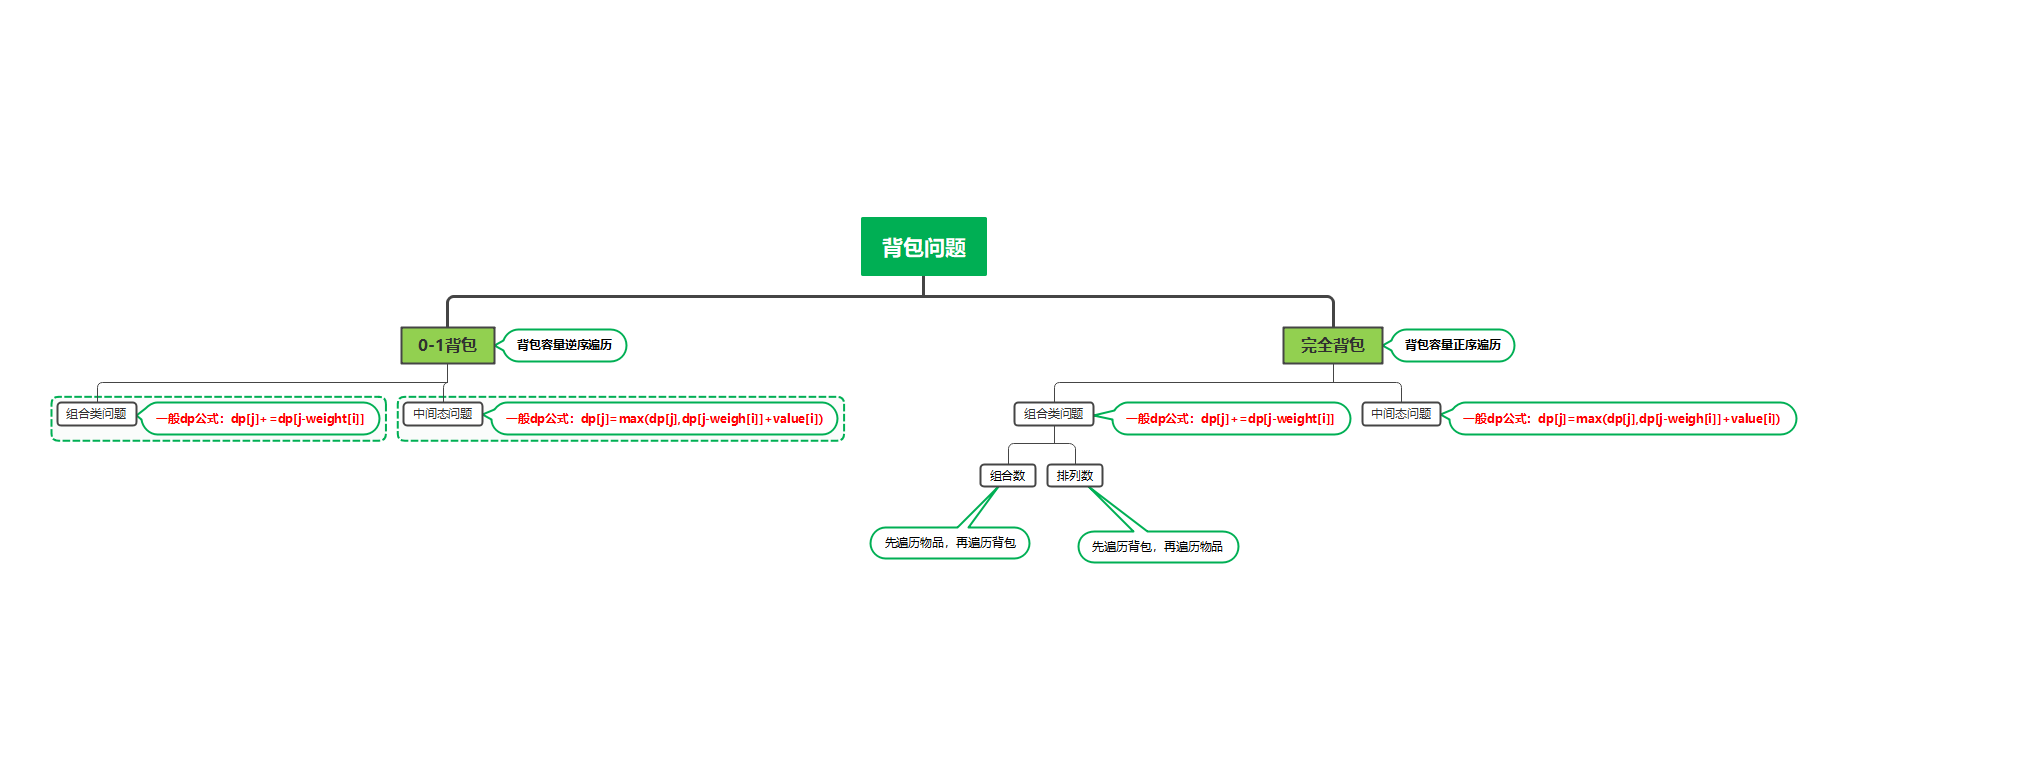 背包问题
0-1背包
背包容量逆序遍历
完全背包
背包容量正序遍历
组合类问题
一般dp公式：dp[j]+=dp[j-weight[i]]
中间态问题
一般dp公式：dp[j]=max(dp[j],dp[j-weigh[i]]+value[i])
组合类问题
一般dp公式：dp[j]+=dp[j-weight[i]]
中间态问题
一般dp公式：dp[j]=max(dp[j],dp[j-weigh[i]]+value[i])
组合数
排列数
先遍历物品，再遍历背包
先遍历背包，再遍历物品